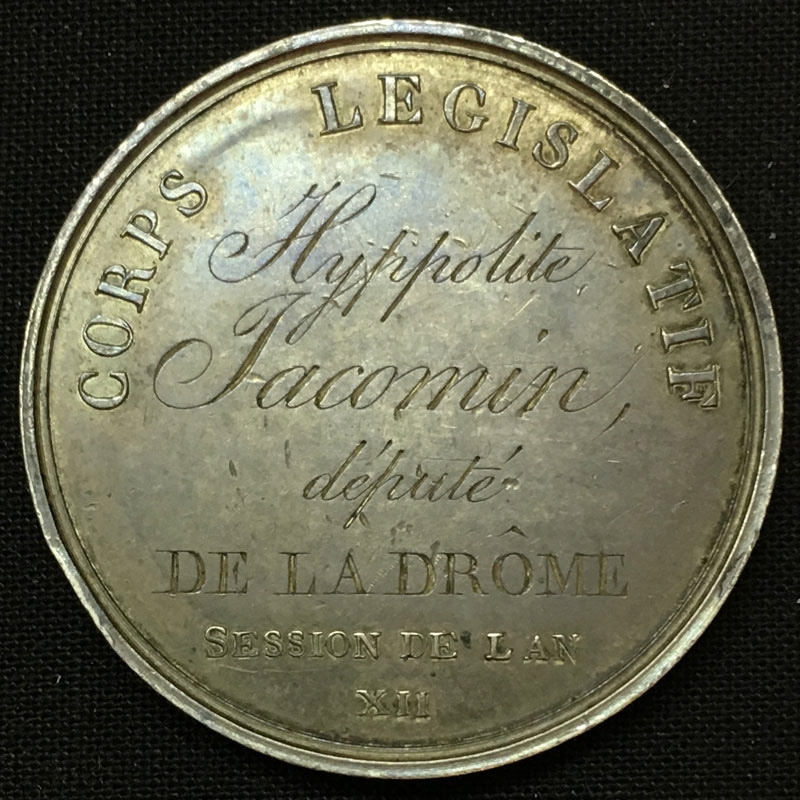 CORPS LEGISLATIF
Hyppolite
Jacomin,
député
DE LA DRÔME
SESSION DE L AN
XII